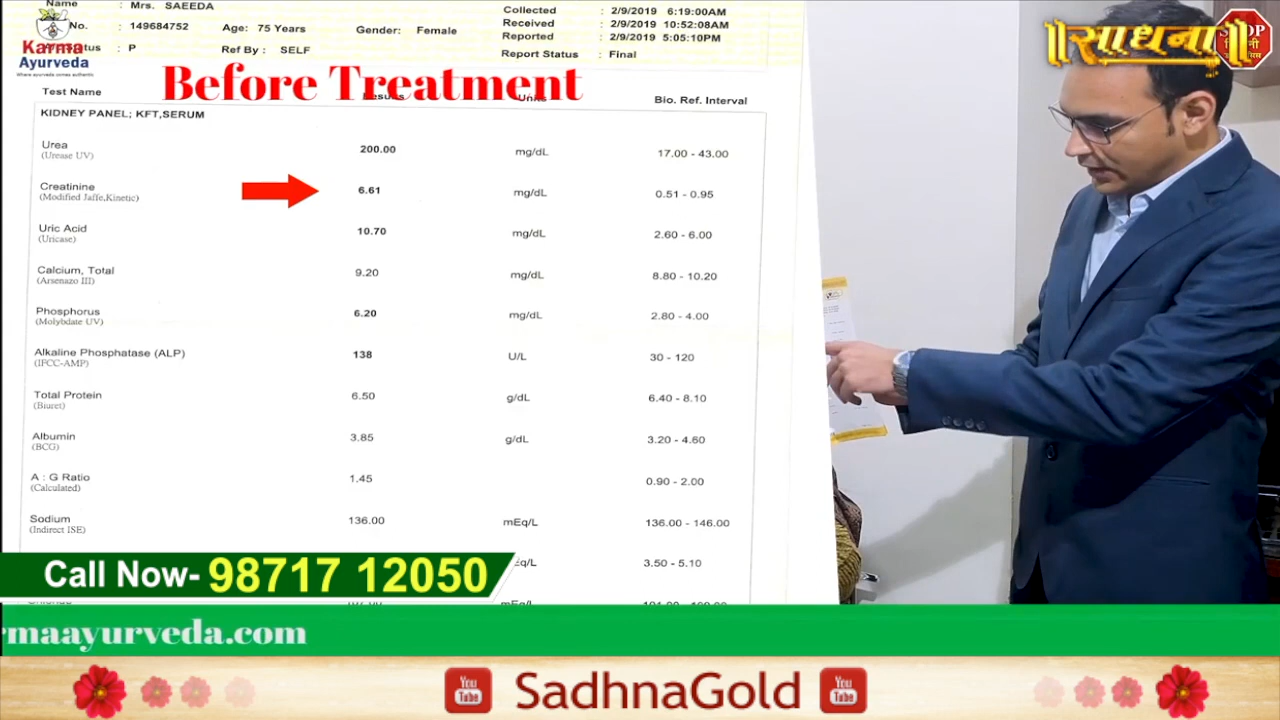 Name : Mrs. SAEEDA
No. : 149684752 Age: 75 Years Gender: Female
Status : P Ref By : SELF
Collected : 2/9/2019 6:19:00AM
Received : 2/9/2019 10:52:08AM
Reported : 2/9/2019 5:05:10PM
Report Status : Final
Karma
Ayurveda
साधना
Before Treatment
Test Name Results Units Bio. Ref. Interval
KIDNEY PANEL; KFT,SERUM
Urea 200.00 mg/dL 17.00 - 43.00
(Urease UV)
Creatinine 6.61 mg/dL 0.51 - 0.95
(Modified Jaffe,Kinetic)
Uric Acid 10.70 mg/dL 2.60 - 6.00
(Uricase)
Calcium, Total 9.20 mg/dL 8.80 - 10.20
(Arsenazo III)
Phosphorus 6.20 mg/dL 2.80 - 4.00
(Molybdate UV)
Alkaline Phosphatase (ALP) 138 U/L 30 - 120
(IFCC-AMP)
Total Protein 6.50 g/dL 6.40 - 8.10
(Biuret)
Albumin 3.85 g/dL 3.20 - 4.60
(BCG)
A : G Ratio 1.45 0.90 - 2.00
(Calculated)
Sodium 136.00 mEq/L 136.00 - 146.00
(Indirect ISE)
Eq/L 3.50 - 5.10
Call Now- 98717 12050
rmaayurveda.com
You Tube SadhnaGold You Tube